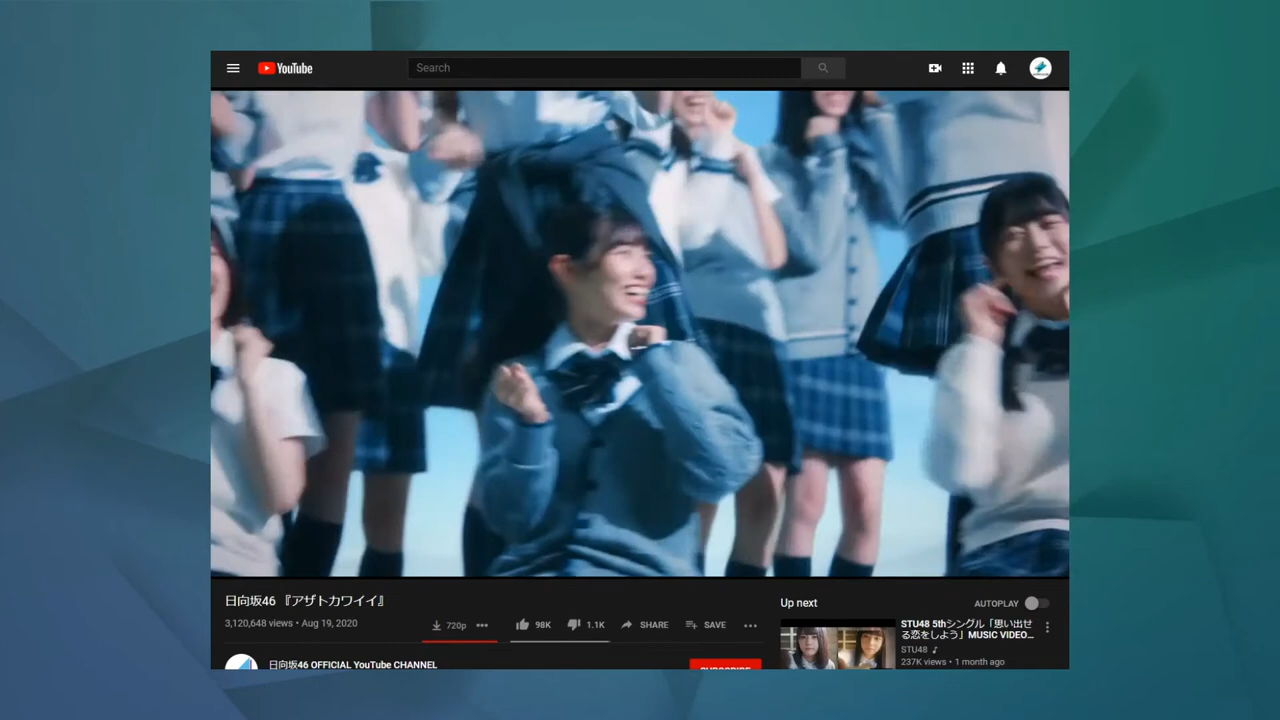 YouTube
Search
日向坂46 『アザトカワイイ』
3,120,648 views • Aug 19, 2020
720p
98K
1.1K
SHARE
SAVE
日向坂46 OFFICIAL YouTube CHANNEL
SUBSCRIBE
Up next
AUTOPLAY
STU48 5thシングル「思い出せ
る恋をしよう」MUSIC VIDEO...
STU48
237K views • 1 month ago